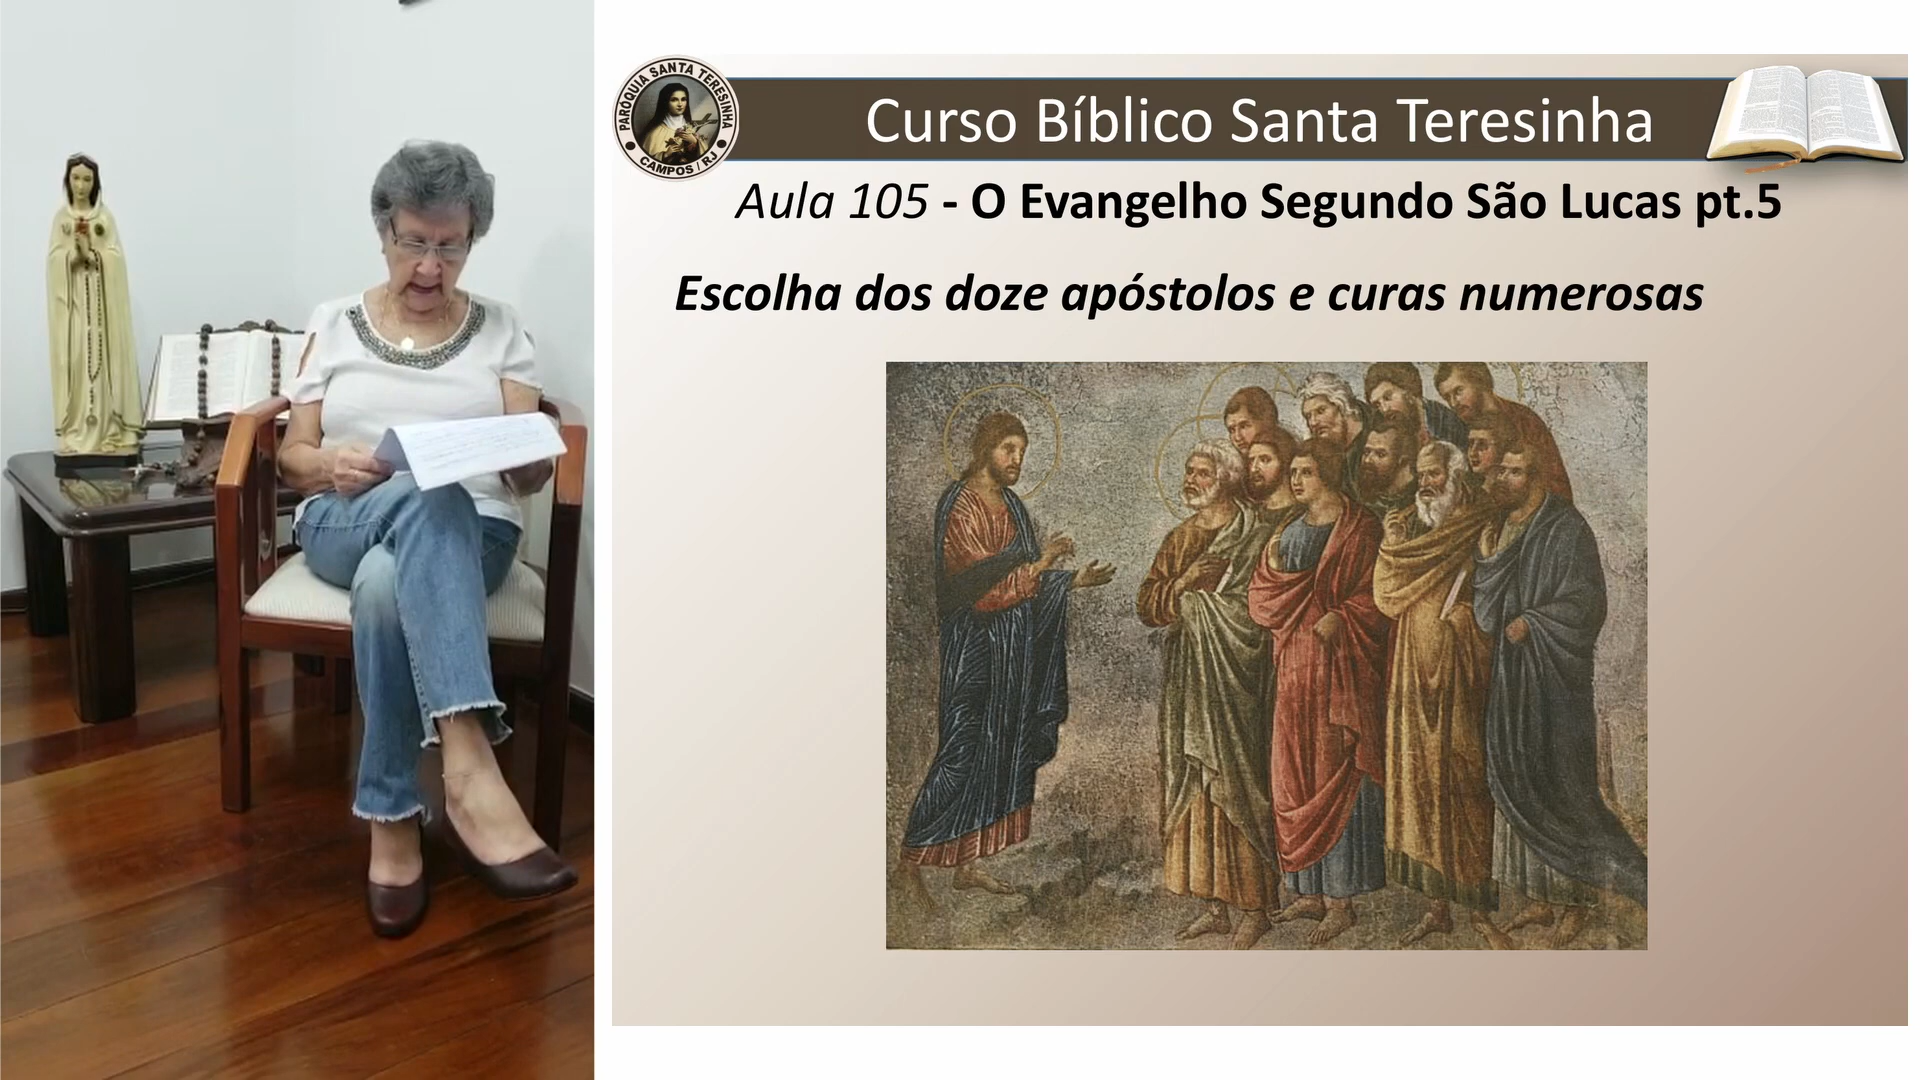 PARÓQUIA SANTA TERESINHA
CAMPOS / RJ
Curso Bíblico Santa Teresinha
Aula 105 - O Evangelho Segundo São Lucas pt.5
Escolha dos doze apóstolos e curas numerosas